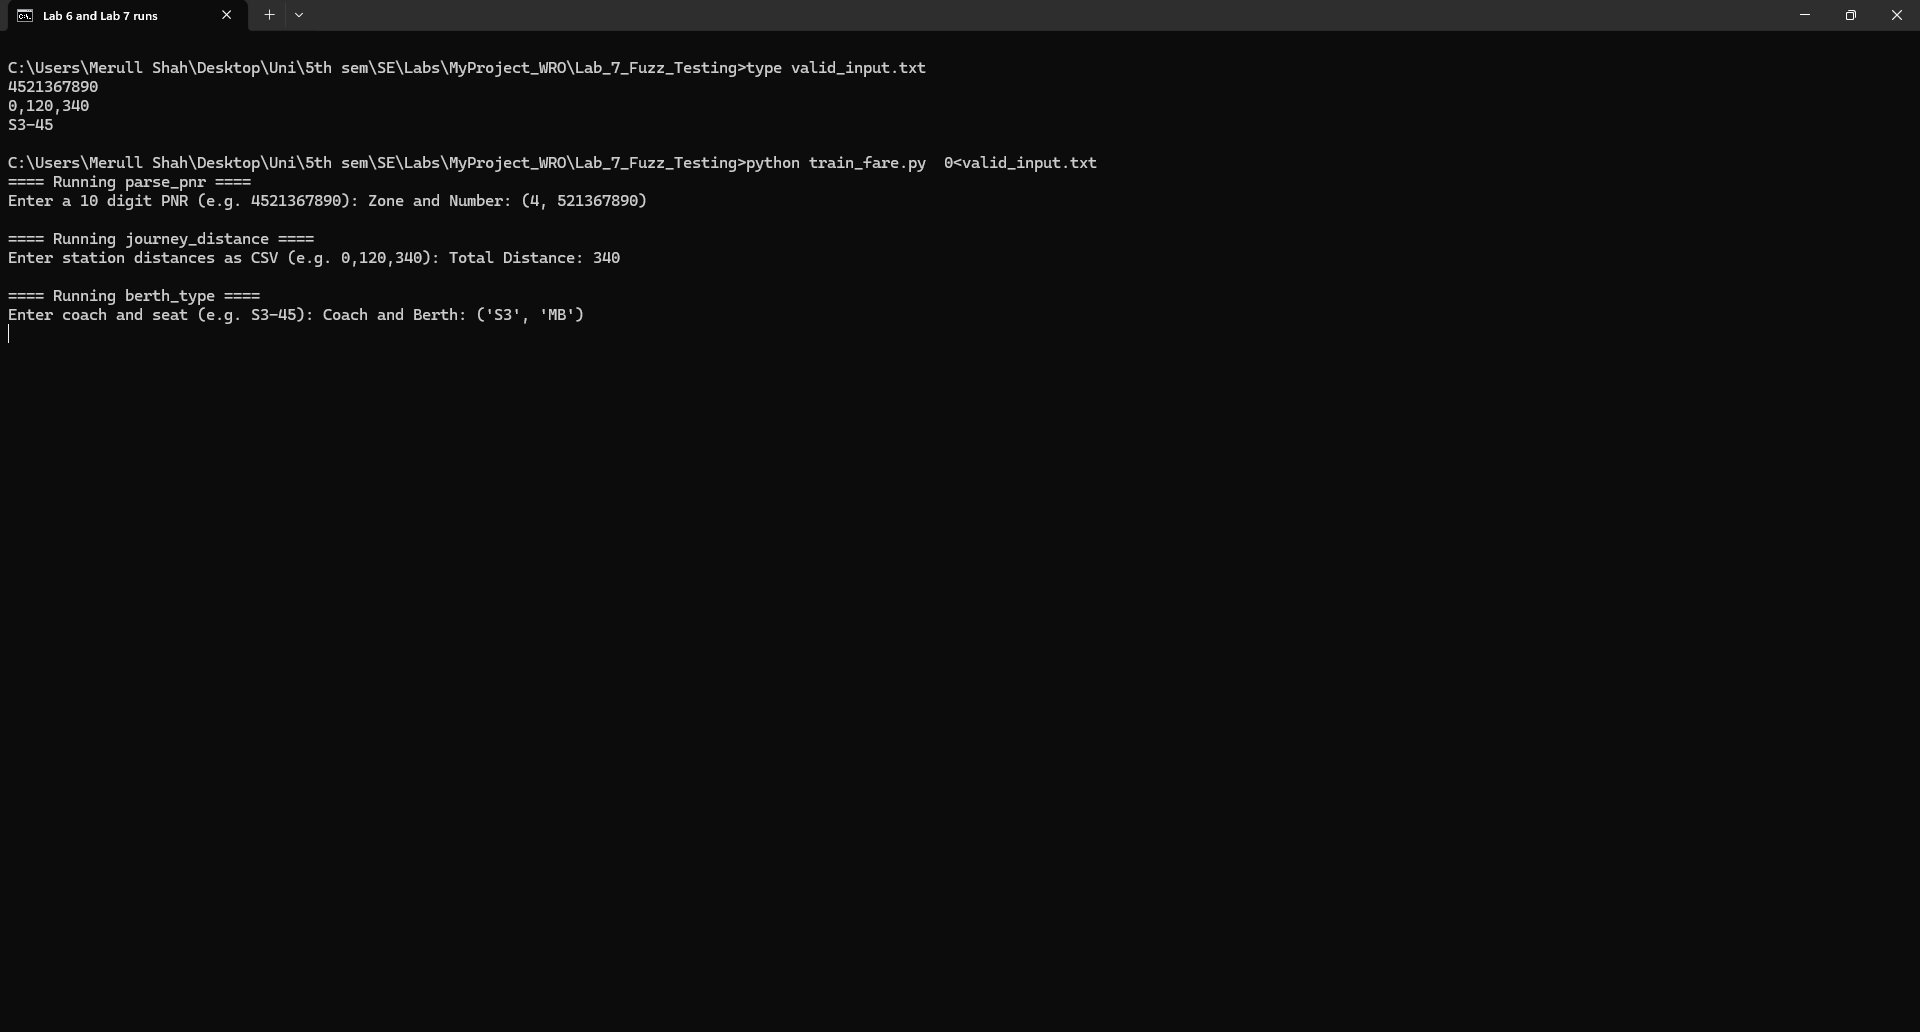 Lab 6 and Lab 7 runs
C:\Users\Merull Shah\Desktop\Uni\5th sem\SE\Labs\MyProject_WRO\Lab_7_Fuzz_Testing>type valid_input.txt
4521367890
0,120,340
S3-45
C:\Users\Merull Shah\Desktop\Uni\5th sem\SE\Labs\MyProject_WRO\Lab_7_Fuzz_Testing>python train_fare.py  0<valid_input.txt
==== Running parse_pnr ====
Enter a 10 digit PNR (e.g. 4521367890): Zone and Number: (4, 521367890)
==== Running journey_distance ====
Enter station distances as CSV (e.g. 0,120,340): Total Distance: 340
==== Running berth_type ====
Enter coach and seat (e.g. S3-45): Coach and Berth: ('S3', 'MB')